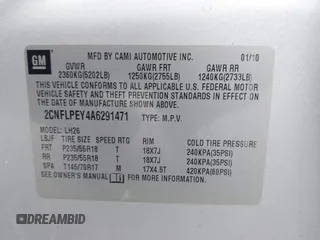 GM
MFD BY CAMI AUTOMOTIVE INC. 01/10
GVWR GAWR FRT GAWR RR
2360KG(5202LB) 1250KG(2755LB) 1240KG(2733LB)
THIS VEHICLE CONFORMS TO ALL APPLICABLE U.S. FEDERAL MOTOR
VEHICLE SAFETY AND THEFT PREVENTION STANDARDS IN EFFECT
ON THE DATE OF MANUFACTURE SHOWN ABOVE.
2CNFLPEY4A6291471 TYPE: M.P.V.
MODEL: LH26
TIRE SIZE SPEED RTG RIM COLD TIRE PRESSURE
FRT P235/55R18 T 18X7J 240KPA(35PSI)
RR P235/55R18 T 18X7J 240KPA(35PSI)
SPA T145/70R17 M 17X4.5T 420KPA(60PSI)
SEE OWNER'S MANUAL FOR MORE INFORMATION.
DREAMBID